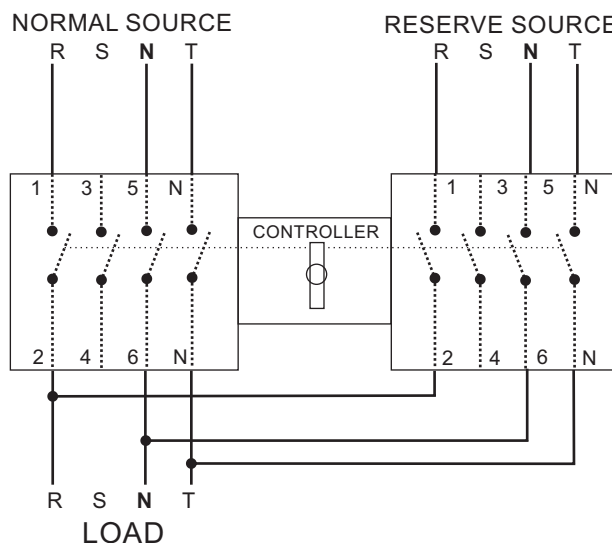 NORMAL SOURCE
RESERVE SOURCE
R S N T
R S N T
1 3 5 N
1 3 5 N
CONTROLLER
2 4 6 N
2 4 6 N
R S N T
LOAD